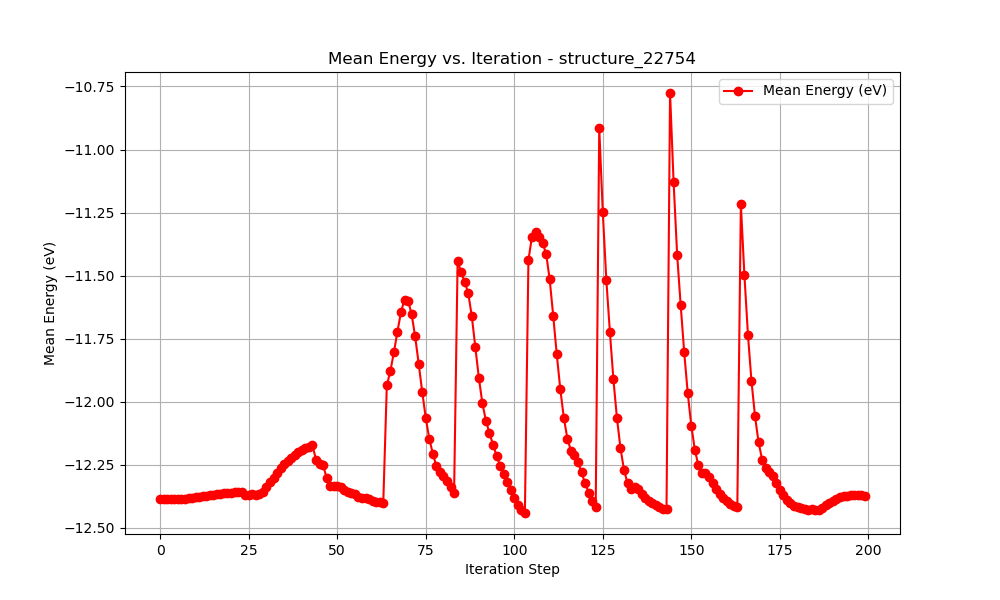 Mean Energy vs. Iteration - structure_22754
Mean Energy (eV)
−10.75
−11.00
−11.25
−11.50
−11.75
−12.00
−12.25
−12.50
Mean Energy (eV)
0 25 50 75 100 125 150 175 200
Iteration Step